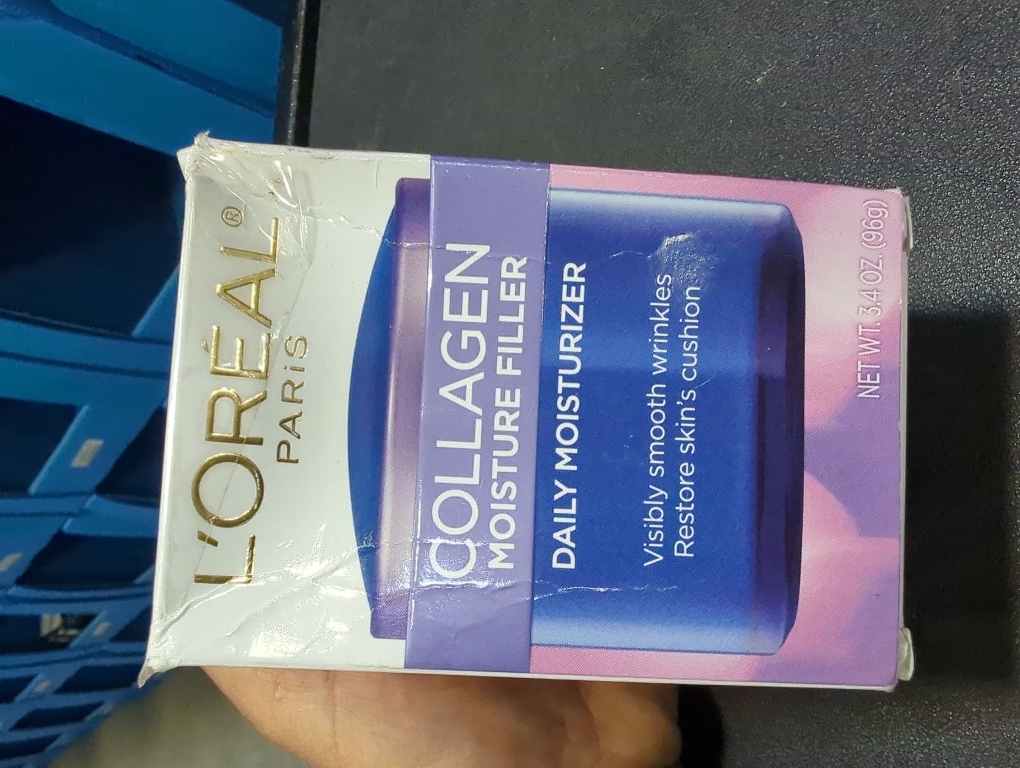 L'ORÉAL®
PARiS
COLLAGEN
MOISTURE FILLER
DAILY MOISTURIZER
Visibly smooth wrinkles
Restore skin's cushion
NET WT. 3.4 OZ. (96g)